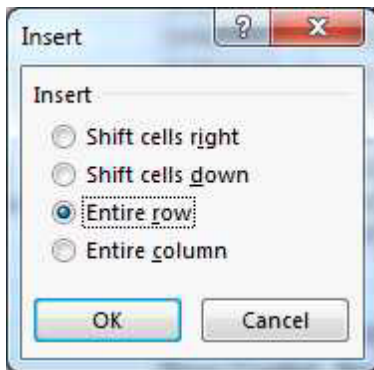 Insert
Insert
Shift cells right
Shift cells down
Entire row
Entire column
OK Cancel